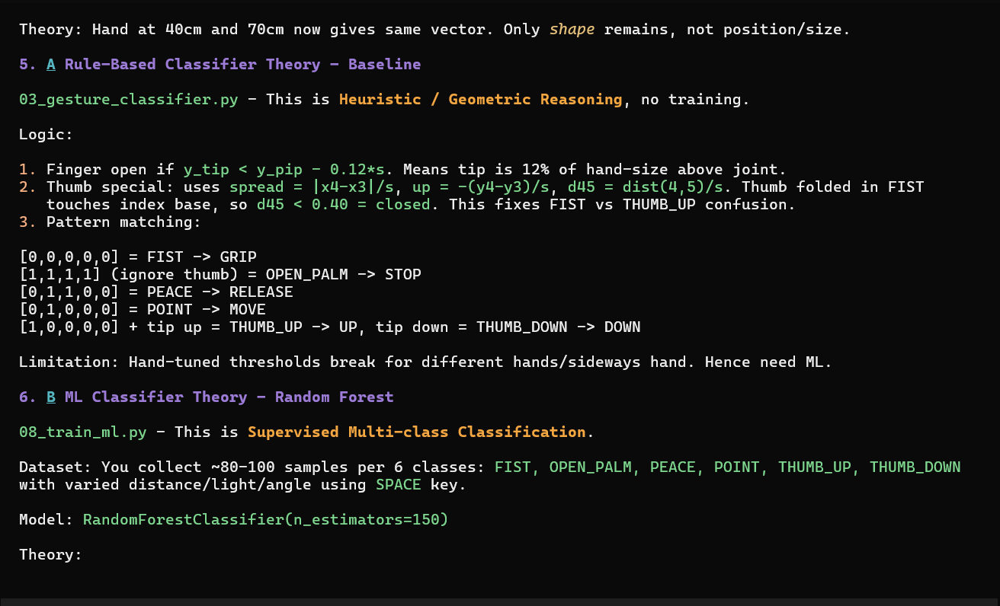 Theory: Hand at 40cm and 70cm now gives same vector. Only shape remains, not position/size.
5. A Rule-Based Classifier Theory - Baseline
03_gesture_classifier.py - This is Heuristic / Geometric Reasoning, no training.
Logic:
1. Finger open if y_tip < y_pip - 0.12*s. Means tip is 12% of hand-size above joint.
2. Thumb special: uses spread = |x4-x3|/s, up = -(y4-y3)/s, d45 = dist(4,5)/s. Thumb folded in FIST
touches index base, so d45 < 0.40 = closed. This fixes FIST vs THUMB_UP confusion.
3. Pattern matching:
[0,0,0,0,0] = FIST -> GRIP
[1,1,1,1] (ignore thumb) = OPEN_PALM -> STOP
[0,1,1,0,0] = PEACE -> RELEASE
[0,1,0,0,0] = POINT -> MOVE
[1,0,0,0,0] + tip up = THUMB_UP -> UP, tip down = THUMB_DOWN -> DOWN
Limitation: Hand-tuned thresholds break for different hands/sideways hand. Hence need ML.
6. B ML Classifier Theory - Random Forest
08_train_ml.py - This is Supervised Multi-class Classification.
Dataset: You collect ~80-100 samples per 6 classes: FIST, OPEN_PALM, PEACE, POINT, THUMB_UP, THUMB_DOWN
with varied distance/light/angle using SPACE key.
Model: RandomForestClassifier(n_estimators=150)
Theory: